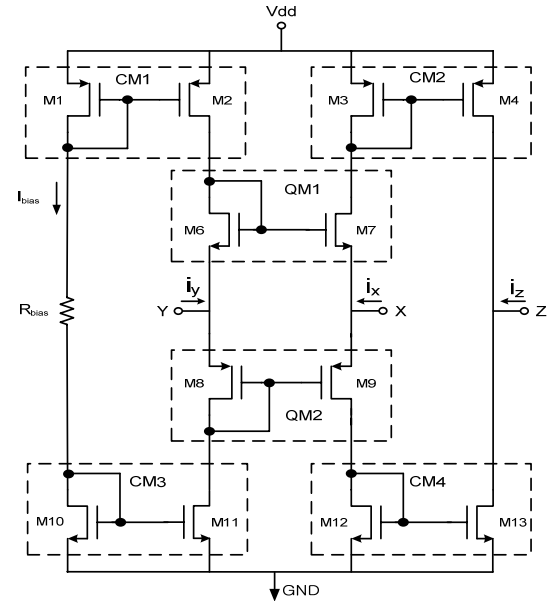 Vdd
CM1
CM2
M1
M2
M3
M4
Ibias
QM1
M6
M7
iy
ix
iz
Rbias
Y
X
Z
M8
M9
QM2
CM3
CM4
M10
M11
M12
M13
GND